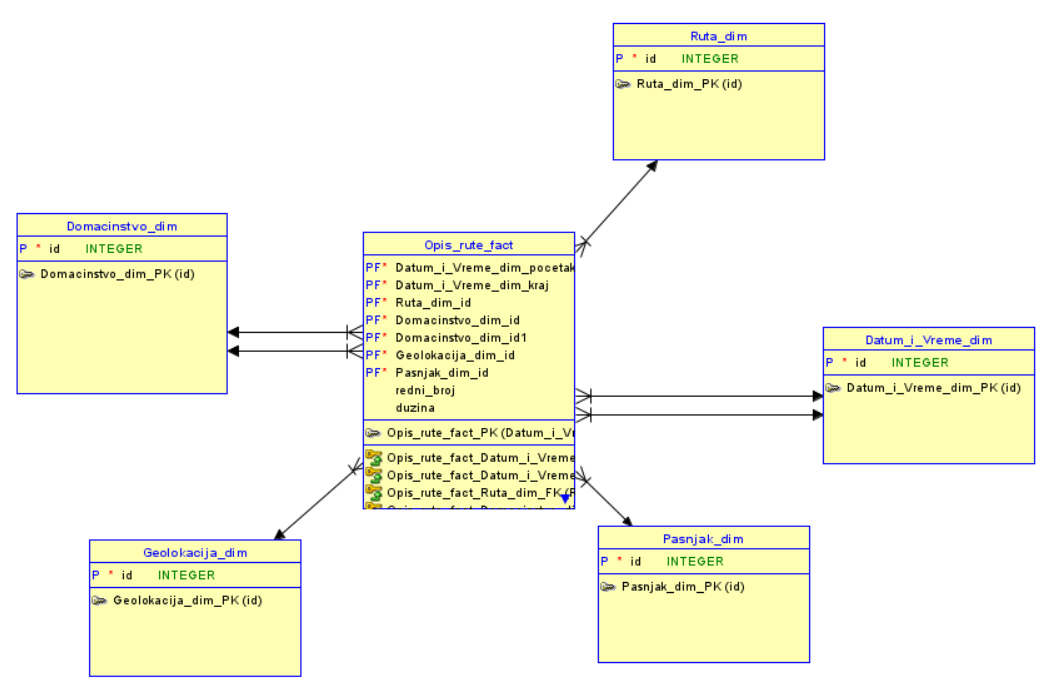 Ruta_dim
P * id INTEGER
Ruta_dim_PK (id)
Domacinstvo_dim
P * id INTEGER
Domacinstvo_dim_PK (id)
Opis_rute_fact
PF* Datum_i_Vreme_dim_pocetak
PF* Datum_i_Vreme_dim_kraj
PF* Ruta_dim_id
PF* Domacinstvo_dim_id
PF* Domacinstvo_dim_id1
PF* Geolokacija_dim_id
PF* Pasnjak_dim_id
redni_broj
duzina
Opis_rute_fact_PK (Datum_i_Vr
Opis_rute_fact_Datum_i_Vreme
Opis_rute_fact_Datum_i_Vreme
Opis_rute_fact_Ruta_dim_FK (R
Datum_i_Vreme_dim
P * id INTEGER
Datum_i_Vreme_dim_PK (id)
Geolokacija_dim
P * id INTEGER
Geolokacija_dim_PK (id)
Pasnjak_dim
P * id INTEGER
Pasnjak_dim_PK (id)